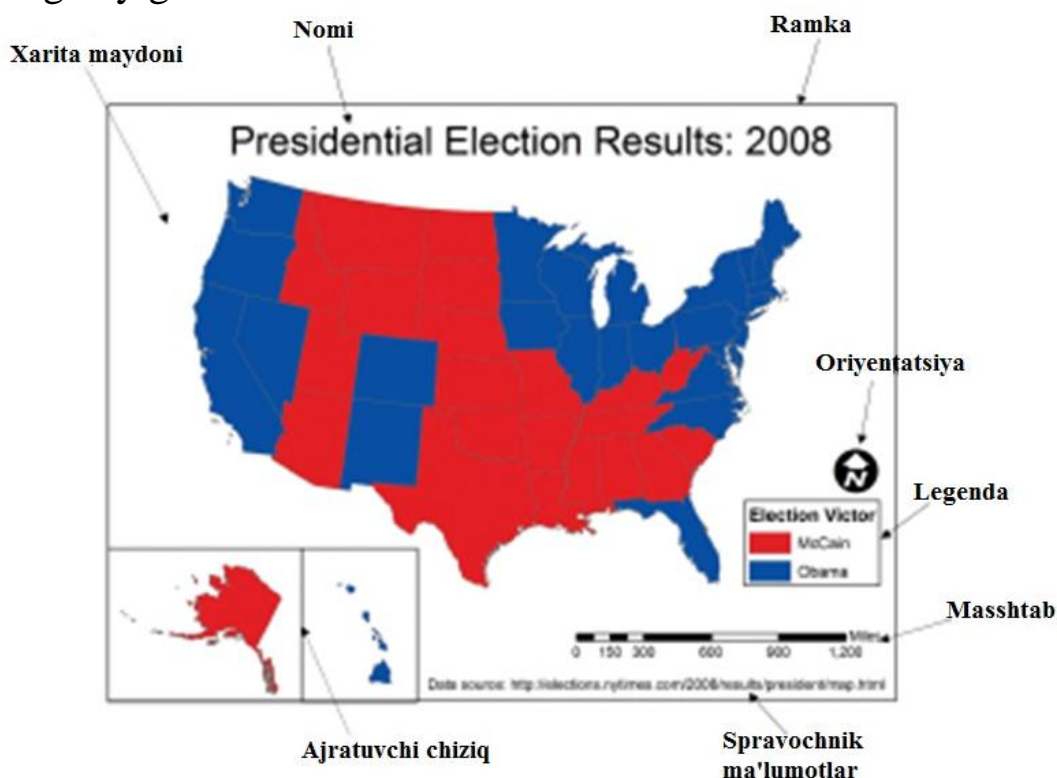 Nomi
Ramka
Xarita maydoni
Presidential Election Results: 2008
Oriyentatsiya
N
Legenda
Election Victor
McCain
Obama
Masshtab
Miles
0 150 300 600 900 1,200
Data source: http://elections.nytimes.com/2008/results/president/map.html
Ajratuvchi chiziq
Spravochnik
ma'lumotlar